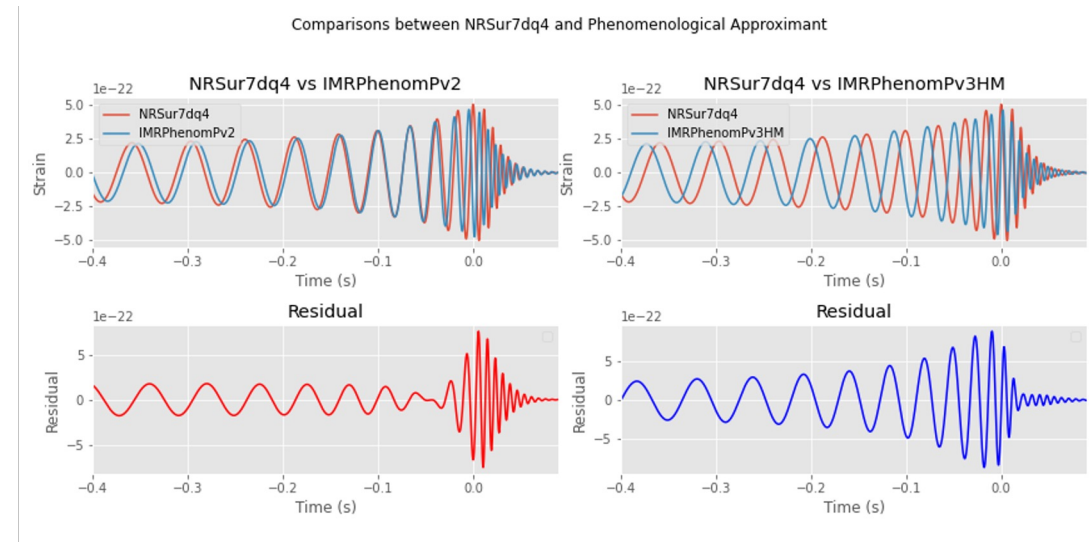 Comparisons between NRSur7dq4 and Phenomenological Approximant
NRSur7dq4 vs IMRPhenomPv2
1e−22
NRSur7dq4
IMRPhenomPv2
5.0
2.5
0.0
−2.5
−5.0
Strain
−0.4 −0.3 −0.2 −0.1 0.0
Time (s)
NRSur7dq4 vs IMRPhenomPv3HM
1e−22
NRSur7dq4
IMRPhenomPv3HM
5.0
2.5
0.0
−2.5
−5.0
Strain
−0.4 −0.3 −0.2 −0.1 0.0
Time (s)
Residual
1e−22
5
0
−5
Residual
−0.4 −0.3 −0.2 −0.1 0.0
Time (s)
Residual
1e−22
5
0
−5
Residual
−0.4 −0.3 −0.2 −0.1 0.0
Time (s)